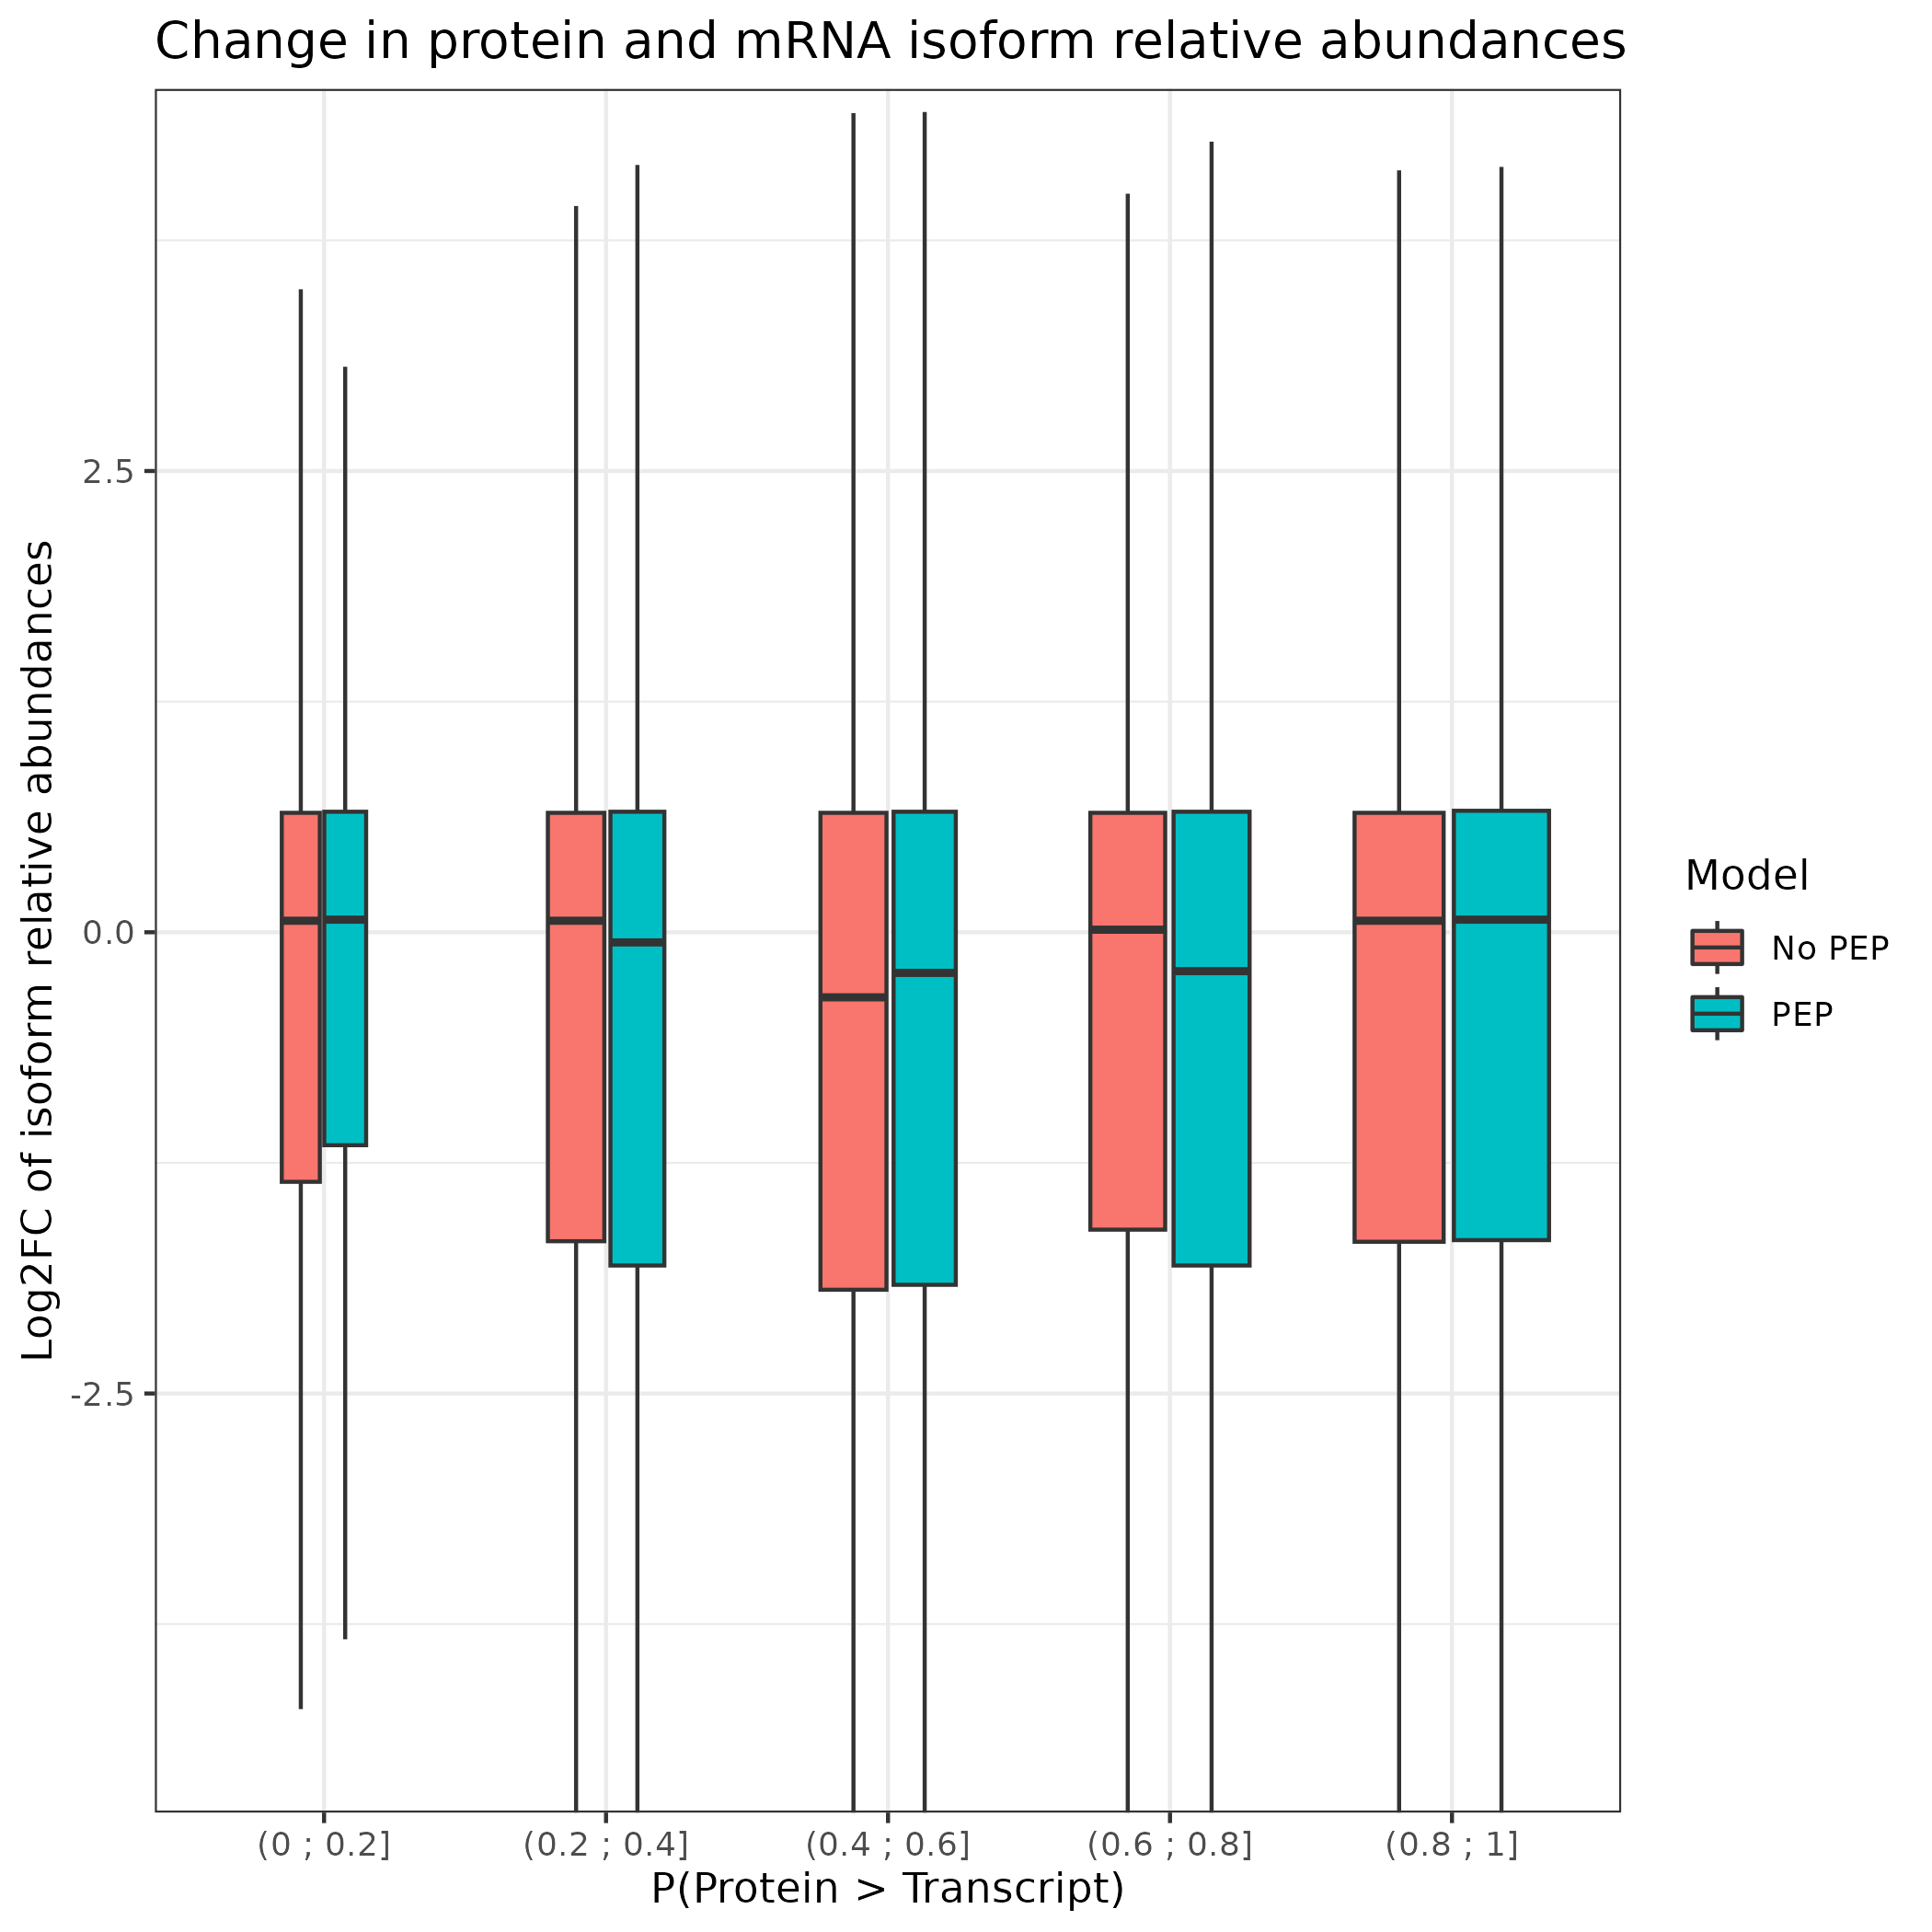 Change in protein and mRNA isoform relative abundances
Log2FC of isoform relative abundances
2.5
0.0
-2.5
(0 ; 0.2]
(0.2 ; 0.4]
(0.4 ; 0.6]
(0.6 ; 0.8]
(0.8 ; 1]
P(Protein > Transcript)
Model
No PEP
PEP